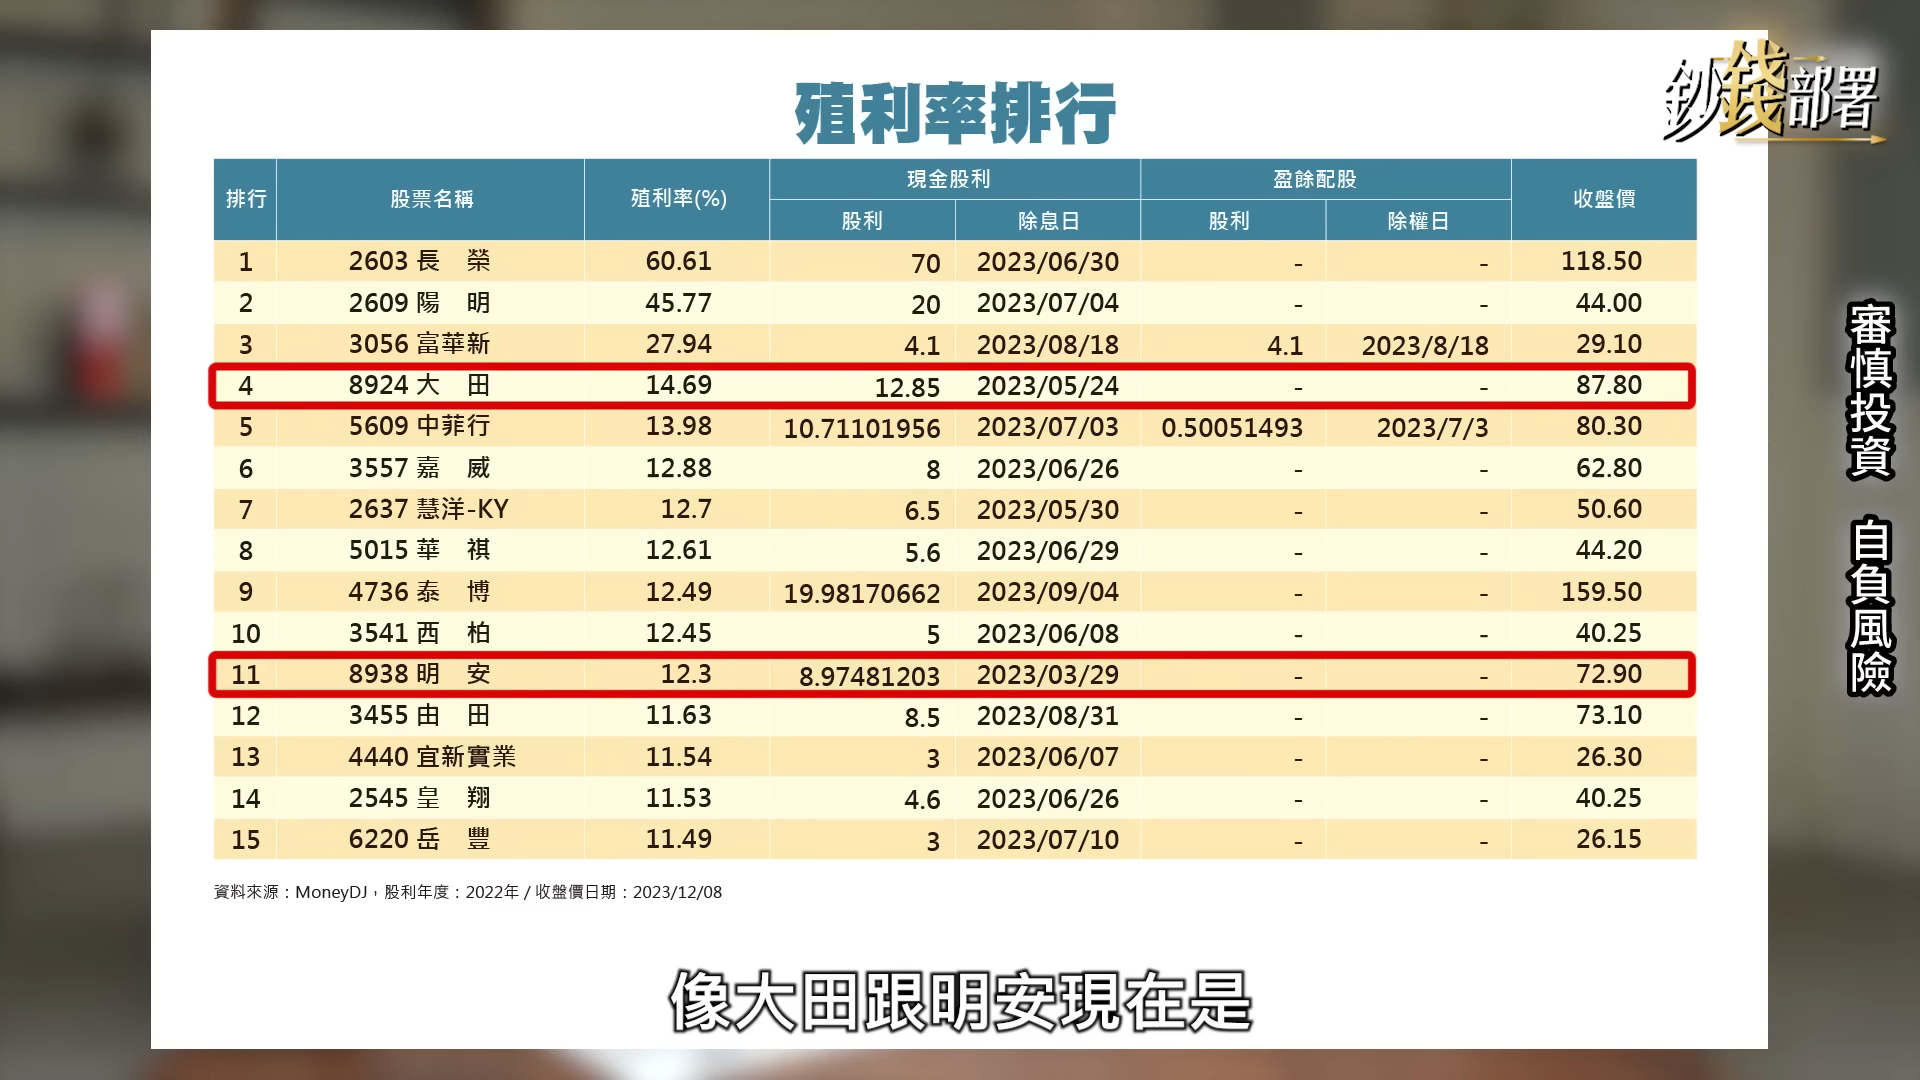 鈔錢部署
殖利率排行
排行 股票名稱 殖利率(%) 現金股利 盈餘配股 收盤價
股利 除息日 股利 除權日
1 2603 長 榮 60.61 70 2023/06/30 - - 118.50
2 2609 陽 明 45.77 20 2023/07/04 - - 44.00
3 3056 富華新 27.94 4.1 2023/08/18 4.1 2023/8/18 29.10
4 8924 大 田 14.69 12.85 2023/05/24 - - 87.80
5 5609 中菲行 13.98 10.71101956 2023/07/03 0.50051493 2023/7/3 80.30
6 3557 嘉 威 12.88 8 2023/06/26 - - 62.80
7 2637 慧洋-KY 12.7 6.5 2023/05/30 - - 50.60
8 5015 華 祺 12.61 5.6 2023/06/29 - - 44.20
9 4736 泰 博 12.49 19.98170662 2023/09/04 - - 159.50
10 3541 西 柏 12.45 5 2023/06/08 - - 40.25
11 8938 明 安 12.3 8.97481203 2023/03/29 - - 72.90
12 3455 由 田 11.63 8.5 2023/08/31 - - 73.10
13 4440 宜新實業 11.54 3 2023/06/07 - - 26.30
14 2545 皇 翔 11.53 4.6 2023/06/26 - - 40.25
15 6220 岳 豐 11.49 3 2023/07/10 - - 26.15
資料來源：MoneyDJ，股利年度：2022年 / 收盤價日期：2023/12/08
審慎投資 自負風險
像大田跟明安現在是